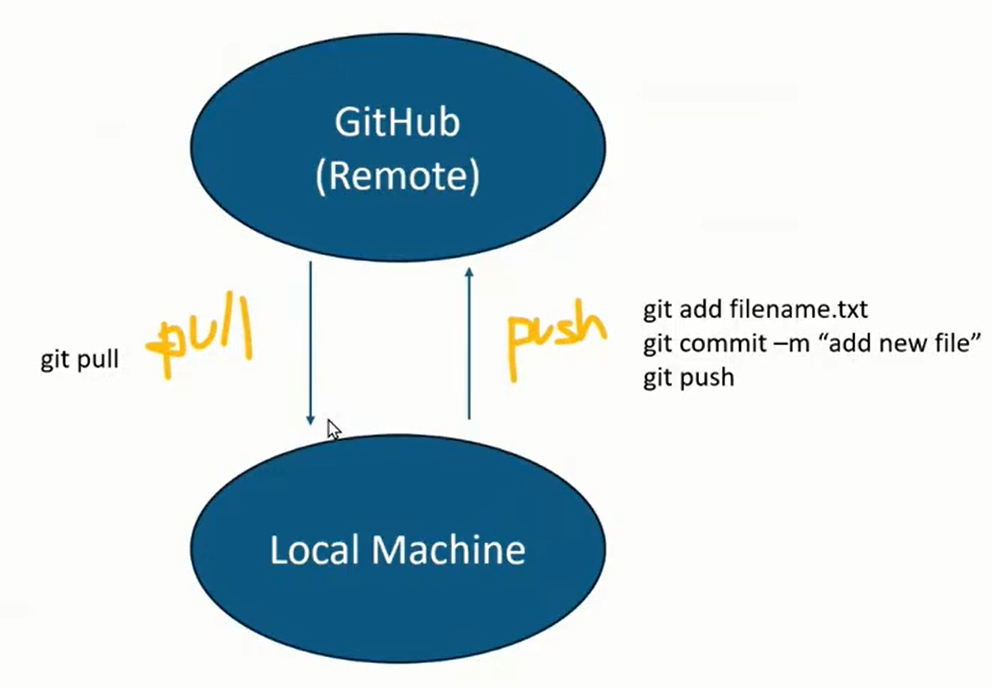 GitHub
(Remote)
git pull
pull
push
git add filename.txt
git commit –m “add new file”
git push
Local Machine